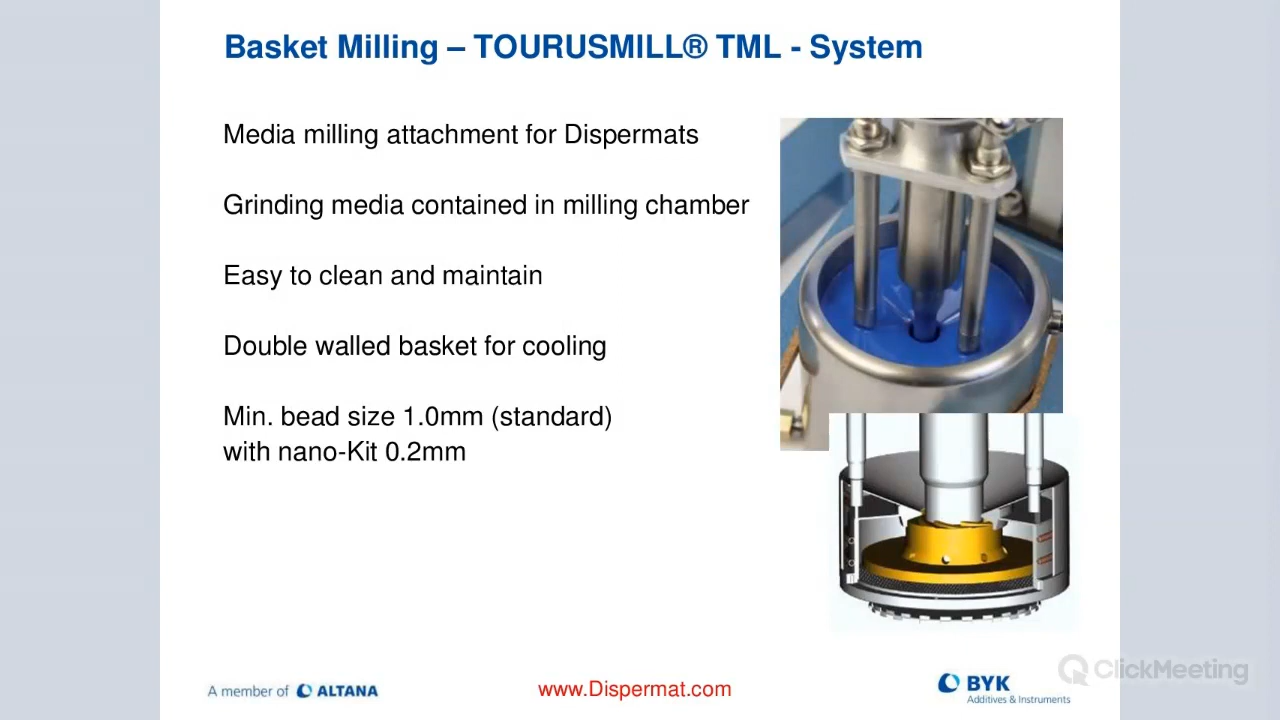 Basket Milling – TOURUSMILL® TML - System
Media milling attachment for Dispermats
Grinding media contained in milling chamber
Easy to clean and maintain
Double walled basket for cooling
Min. bead size 1.0mm (standard)
with nano-Kit 0.2mm
A member of ALTANA
www.Dispermat.com
BYK
Additives & Instruments
ClickMeeting